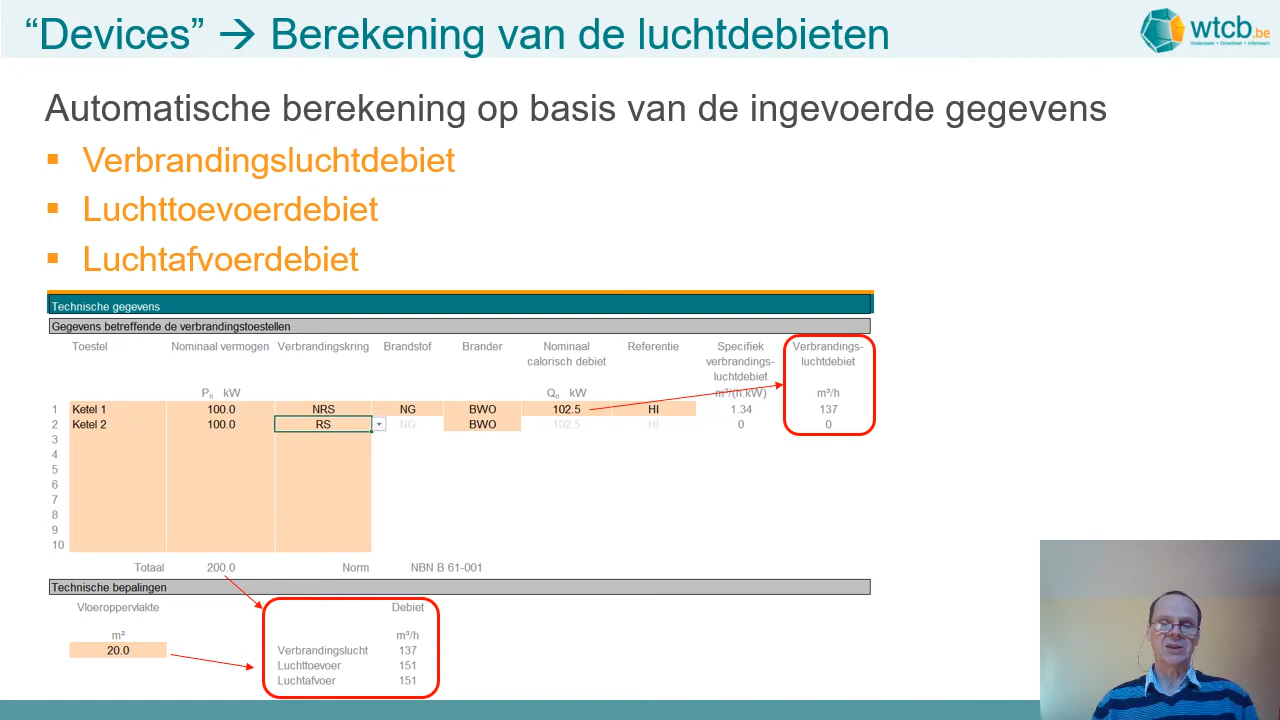 “Devices” → Berekening van de luchtdebieten
wtcb.be
Onderzoekt • Ontwikkelt • Informeert
Automatische berekening op basis van de ingevoerde gegevens
▪ Verbrandingsluchtdebiet
▪ Luchttoevoerdebiet
▪ Luchtafvoerdebiet
Technische gegevens
Gegevens betreffende de verbrandingstoestellen
Toestel Nominaal vermogen Verbrandingskring Brandstof Brander Nominaal Referentie Specifiek Verbrandings-
calorisch debiet verbrandings- luchtdebiet
luchtdebiet
Pn kW Qn kW m³/(h.kW) m³/h
1 Ketel 1 100.0 NRS NG BWO 102.5 HI 1.34 137
2 Ketel 2 100.0 RS NG BWO 102.5 HI 0 0
3
4
5
6
7
8
9
10
Totaal 200.0 Norm NBN B 61-001
Technische bepalingen
Vloeroppervlakte Debiet
m² m³/h
20.0 Verbrandingslucht 137
Luchttoevoer 151
Luchtafvoer 151